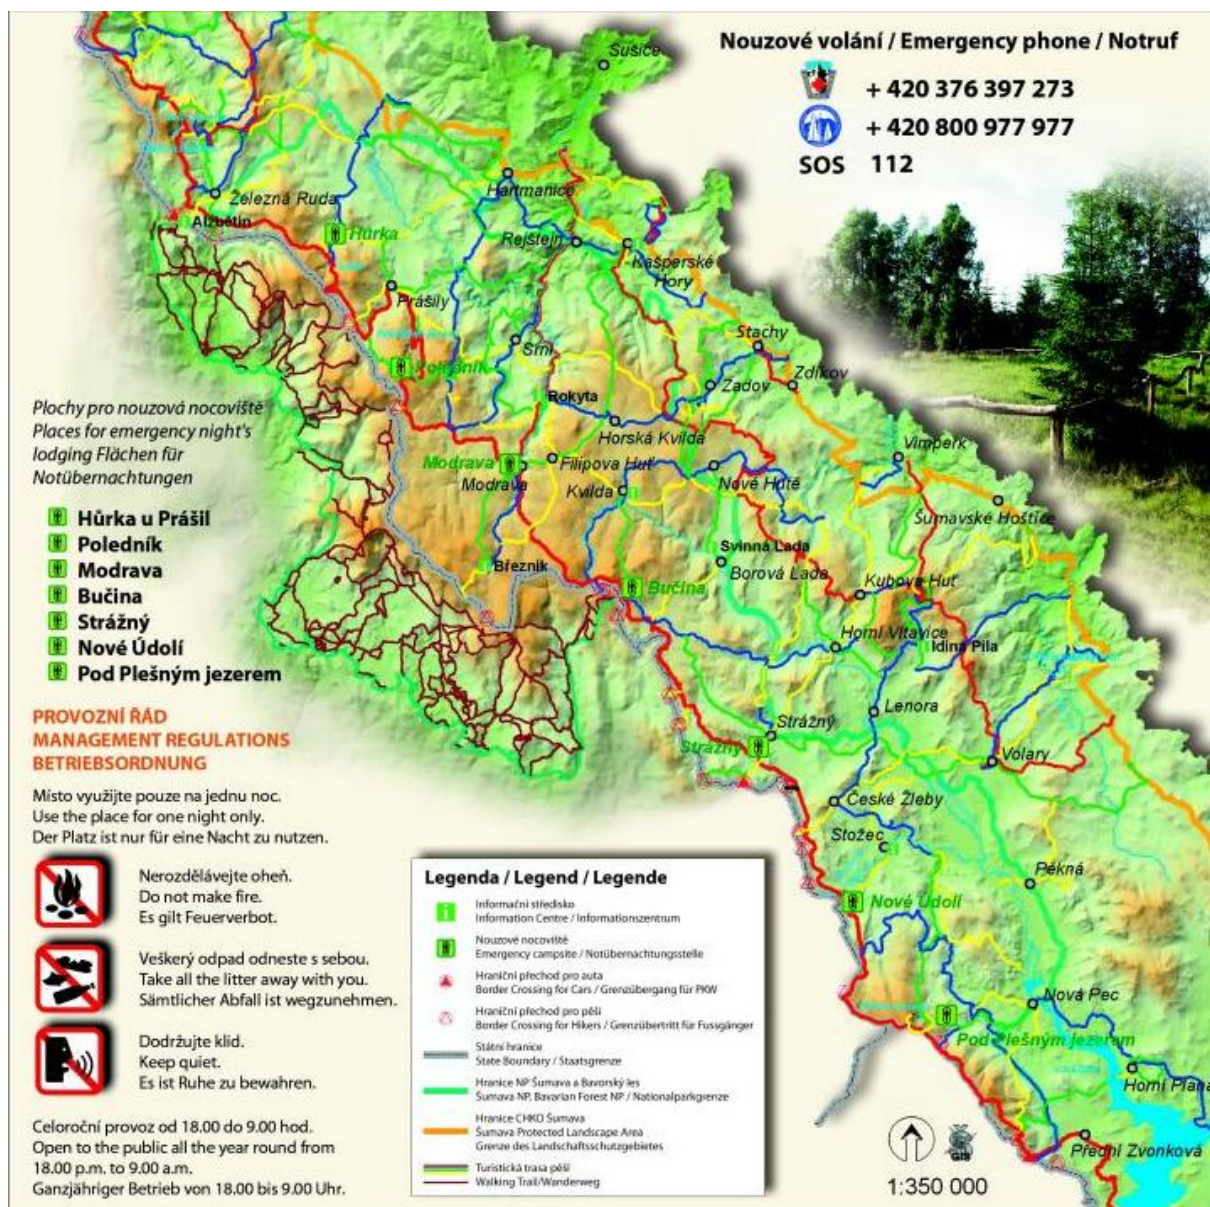 Nouzové volání / Emergency phone / Notruf
+ 420 376 397 273
+ 420 800 977 977
SOS 112
Sušice
Železná Ruda
Alžbětín
Hůrka
Hartmanice
Rejštejn
Kašperské
Hory
Prášily
Srní
Poledník
Stachy
Zadov
Zdíkov
Rokyta
Horská Kvilda
Vimperk
Modrava
Modrava
Filipova Huť
Kvilda
Nové Hutě
Šumavské Hoštice
Březník
Svinná Lada
Borová Lada
Bučina
Kubova Huť
Horní Vltavice
Idina Pila
Lenora
Strážný
Strážný
Volary
České Žleby
Stožec
Pékná
Nové Údolí
Nová Pec
Pod Plešným jezerem
Horní Planá
Přední Zvonková
Plochy pro nouzová nocoviště
Places for emergency night's
lodging Flächen für
Notübernachtungen
Hůrka u Prášil
Poledník
Modrava
Bučina
Strážný
Nové Údolí
Pod Plešným jezerem
PROVOZNÍ ŘÁD
MANAGEMENT REGULATIONS
BETRIEBSORDNUNG
Místo využijte pouze na jednu noc.
Use the place for one night only.
Der Platz ist nur für eine Nacht zu nutzen.
Nerozdělávejte oheň.
Do not make fire.
Es gilt Feuerverbot.
Veškerý odpad odneste s sebou.
Take all the litter away with you.
Sämtlicher Abfall ist wegzunehmen.
Dodržujte klid.
Keep quiet.
Es ist Ruhe zu bewahren.
Celoroční provoz od 18.00 do 9.00 hod.
Open to the public all the year round from
18.00 p.m. to 9.00 a.m.
Ganzjähriger Betrieb von 18.00 bis 9.00 Uhr.
Legenda / Legend / Legende
Informační středisko
Information Centre / Informationszentrum
Nouzové nocoviště
Emergency campsite / Notübernachtungsstelle
Hraniční přechod pro auta
Border Crossing for Cars / Grenzübergang für PKW
Hraniční přechod pro pěší
Border Crossing for Hikers / Grenzübertritt für Fussgänger
Státní hranice
State Boundary / Staatsgrenze
Hranice NP Šumava a Bavorský les
Šumava NP, Bavarian Forest NP / Nationalparkgrenze
Hranice CHKO Šumava
Šumava Protected Landscape Area
Grenze des Landschaftsschutzgebietes
Turistická trasa pěší
Walking Trail/Wanderweg
GIS
1:350 000